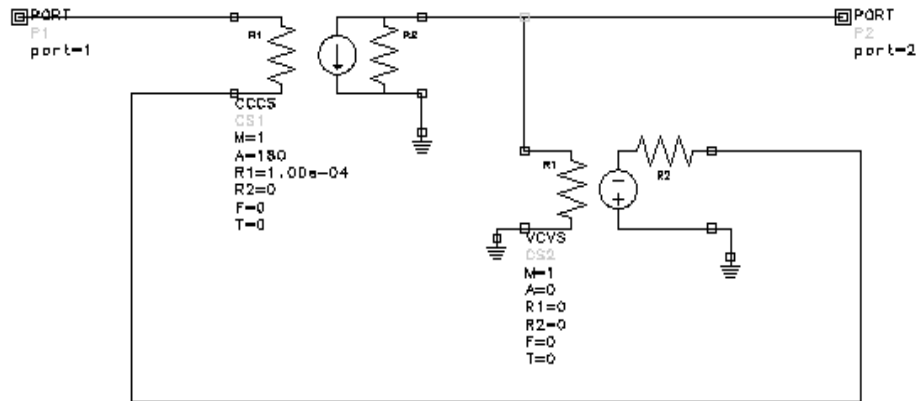 PORT
P1
port=1
R1
R2
PORT
P2
port=2
CCCS
CS1
M=1
A=180
R1=1.00e-04
R2=0
F=0
T=0
R1
R2
VCVS
CS2
M=1
A=0
R1=0
R2=0
F=0
T=0